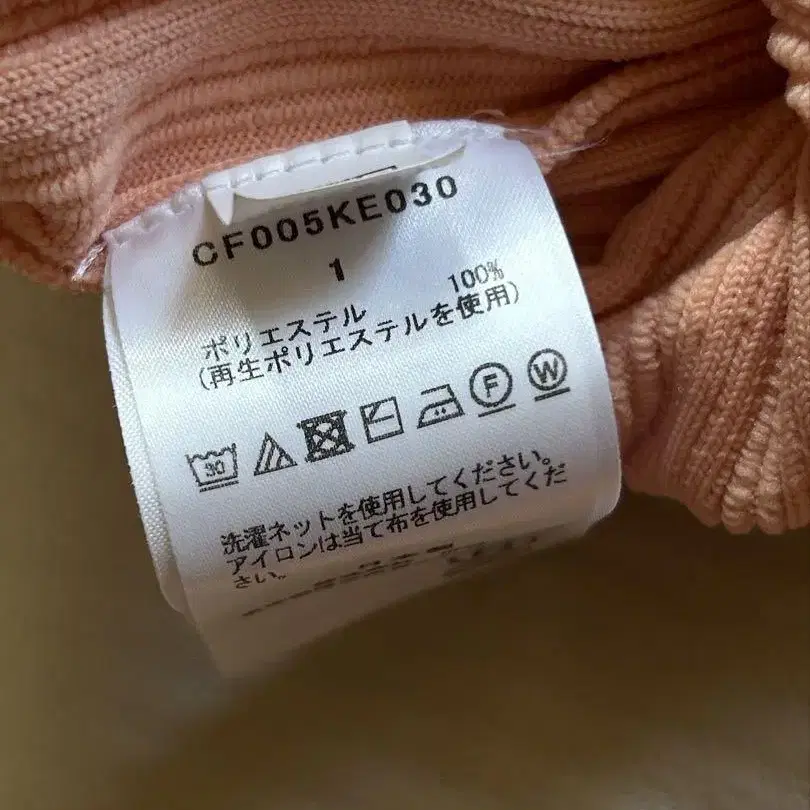 CF005KE030
1
ポリエステル 100%
(再生ポリエステルを使用)
30 F W
洗濯ネットを使用してください。
アイロンは当て布を使用してくだ
さい。